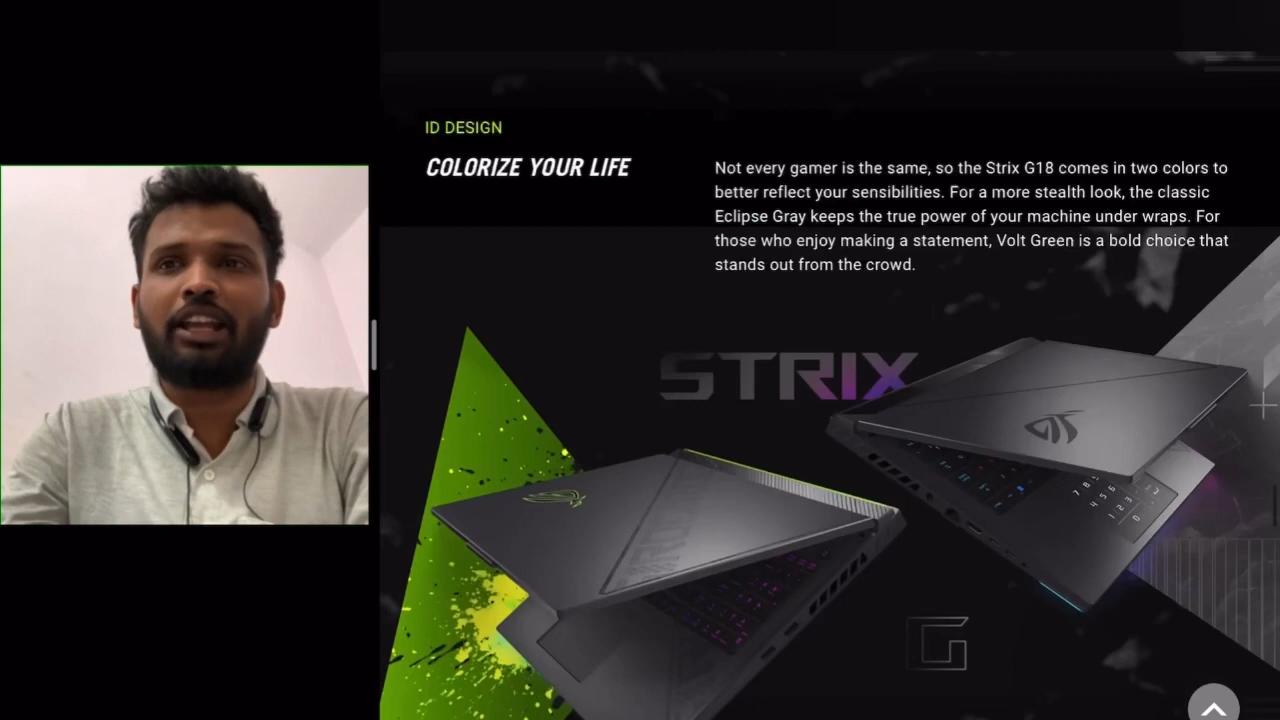 ID DESIGN
COLORIZE YOUR LIFE
Not every gamer is the same, so the Strix G18 comes in two colors to
better reflect your sensibilities. For a more stealth look, the classic
Eclipse Gray keeps the true power of your machine under wraps. For
those who enjoy making a statement, Volt Green is a bold choice that
stands out from the crowd.
STRIX
G